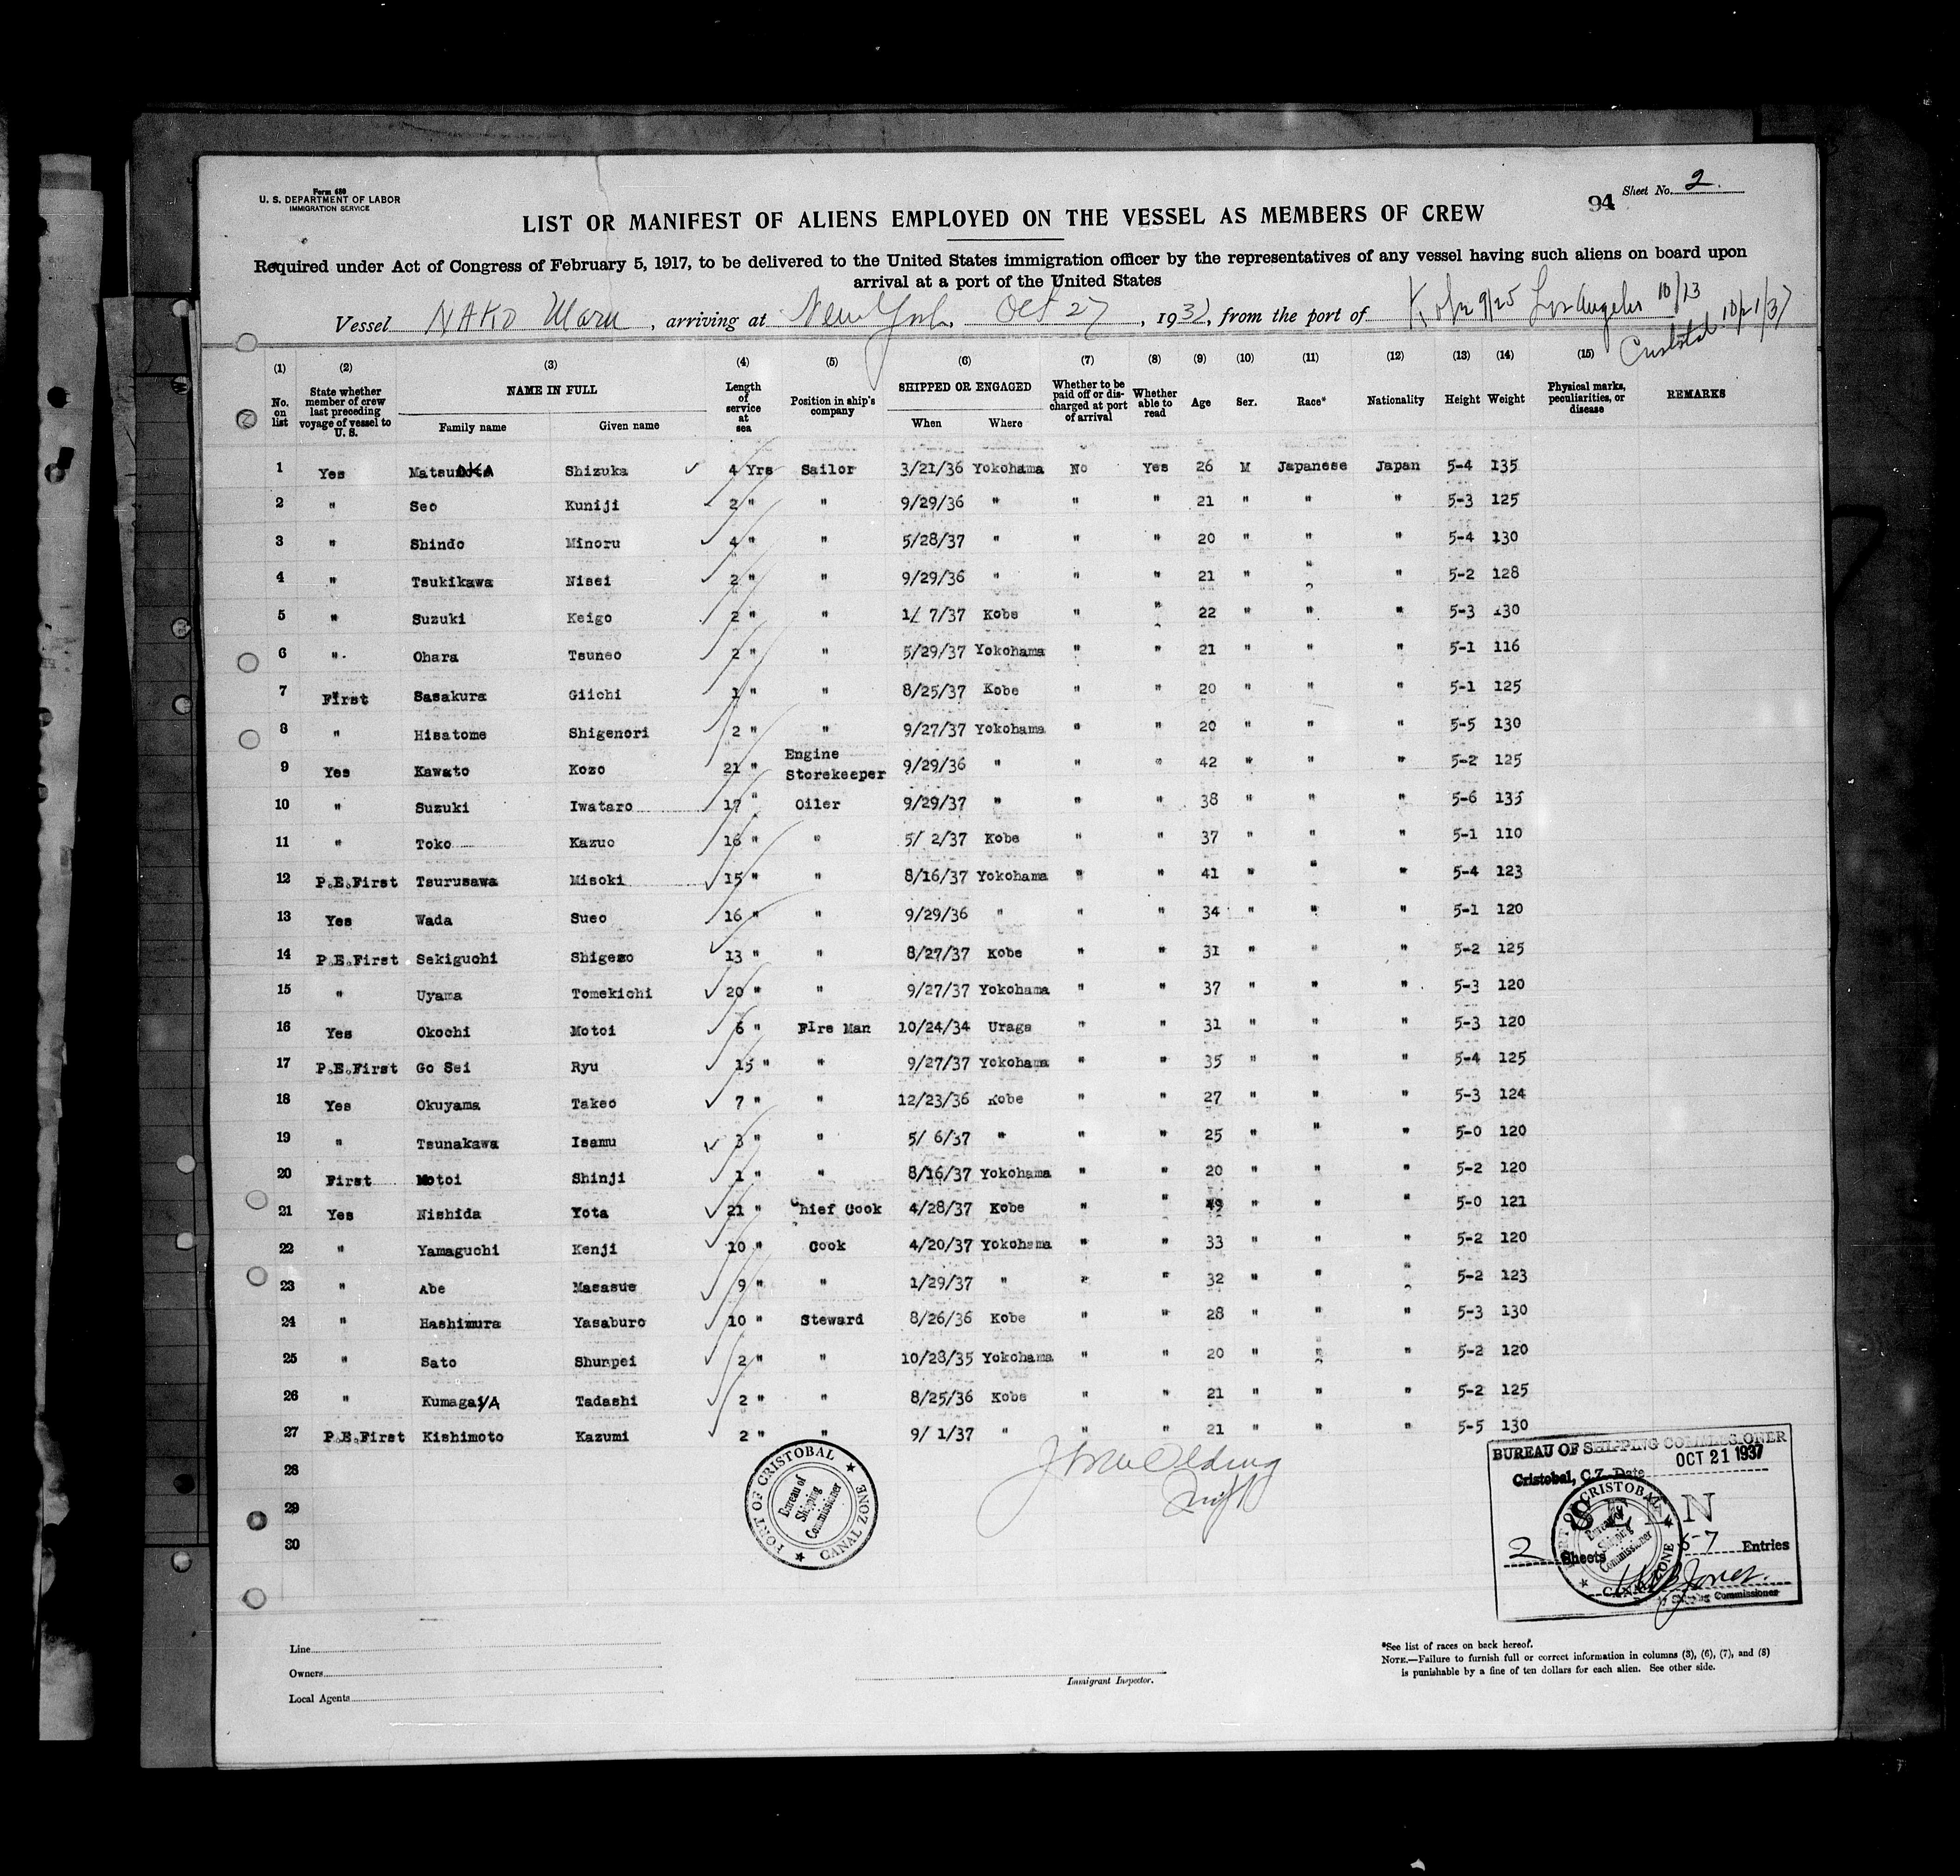 Form 680
U. S. DEPARTMENT OF LABOR
IMMIGRATION SERVICE
94 Sheet No. 2.
LIST OR MANIFEST OF ALIENS EMPLOYED ON THE VESSEL AS MEMBERS OF CREW
Required under Act of Congress of February 5, 1917, to be delivered to the United States immigration officer by the representatives of any vessel having such aliens on board upon
arrival at a port of the United States
Vessel NAKO Maru, arriving at New York, Oct 27, 1937, from the port of Kobe 9/25 Los Angeles 10/13
Cristobal 10/21/37
(1) (2) (3) (4) (5) (6) (7) (8) (9) (10) (11) (12) (13) (14) (15)
No. on list State whether member of crew last preceding voyage of vessel to U. S. NAME IN FULL Family name Given name Length of service at sea Position in ship's company SHIPPED OR ENGAGED When Where Whether to be paid off or discharged at port of arrival Whether able to read Age Sex. Race* Nationality Height Weight Physical marks, peculiarities, or disease REMARKS
1 Yes MatsuOKA Shizuka 4 Yrs Sailor 3/21/36 Yokohama No Yes 26 M Japanese Japan 5-4 135
2 " Seo Kuniji 2 " " 9/29/36 " " " 21 " " " 5-3 125
3 " Shindo Minoru 4 " " 5/28/37 " " " 20 " " " 5-4 130
4 " Tsukikawa Nisei 2 " " 9/29/36 " " " 21 " " " 5-2 128
5 " Suzuki Keigo 2 " " 1/ 7/37 Kobe " " 22 " " " 5-3 130
6 " Ohara Tsuneo 2 " " 5/29/37 Yokohama " " 21 " " " 5-1 116
7 First Sasakura Giichi 1 " " 8/25/37 Kobe " " 20 " " " 5-1 125
8 " Hisatome Shigenori 2 " " 9/27/37 Yokohama " " 20 " " " 5-5 130
9 Yes Kawato Kozo 21 " Engine Storekeeper 9/29/36 " " " 42 " " " 5-2 125
10 " Suzuki Iwataro 17 " Oiler 9/29/37 " " " 38 " " " 5-6 135
11 " Toko Kazuo 16 " " 5/ 2/37 Kobe " " 37 " " " 5-1 110
12 P.E.First Tsurusawa Misoki 15 " " 8/16/37 Yokohama " " 41 " " " 5-4 123
13 Yes Wada Sueo 16 " " 9/29/36 " " " 34 " " " 5-1 120
14 P.E.First Sekiguchi Shigezo 13 " " 8/27/37 Kobe " " 31 " " " 5-2 125
15 " Uyama Tomekichi 20 " " 9/27/37 Yokohama " " 37 " " " 5-3 120
16 Yes Okochi Motoi 6 " FIre Man 10/24/34 Uraga " " 31 " " " 5-3 120
17 P.E.First Go Sei Ryu 15 " " 9/27/37 Yokohama " " 35 " " " 5-4 125
18 Yes Okuyama Takeo 7 " " 12/23/36 Kobe " " 27 " " " 5-3 124
19 " Tsunakawa Isamu 3 " " 5/ 6/37 " " " 25 " " " 5-0 120
20 First Motoi Shinji 1 " " 8/16/37 Yokohama " " 20 " " " 5-2 120
21 Yes Nishida Yota 21 " Chief Cook 4/28/37 Kobe " " 49 " " " 5-0 121
22 " Yamaguchi Kenji 10 " Cook 4/20/37 Yokohama " " 33 " " " 5-2 120
23 " Abe Masasue 9 " " 1/29/37 " " " 32 " " " 5-2 123
24 " Hashimura Yasaburo 10 " Steward 8/26/36 Kobe " " 28 " " " 5-3 130
25 " Sato Shunpei 2 " " 10/28/35 Yokohama " " 20 " " " 5-2 120
26 " KumagaYA Tadashi 2 " " 8/25/36 Kobe " " 21 " " " 5-2 125
27 P.E.First Kishimoto Kazumi 2 " " 9/ 1/37 " " " 21 " " " 5-5 130
28
29
30
PORT OF CRISTOBAL CANAL ZONE
Bureau of Shipping Commissioner
BUREAU OF SHIPPING COMMISSIONER
OCT 21 1937
Cristobal, C.Z. Date
SEEN
2 Sheets 57 Entries
PORT OF CRISTOBAL CANAL ZONE
Bureau of Shipping Commissioner
Jones.
Shipping Commissioner
Line
Owners
Local Agents
Immigrant Inspector.
*See list of races on back hereof.
NOTE.—Failure to furnish full or correct information in columns (3), (6), (7), and (8)
is punishable by a fine of ten dollars for each alien. See other side.